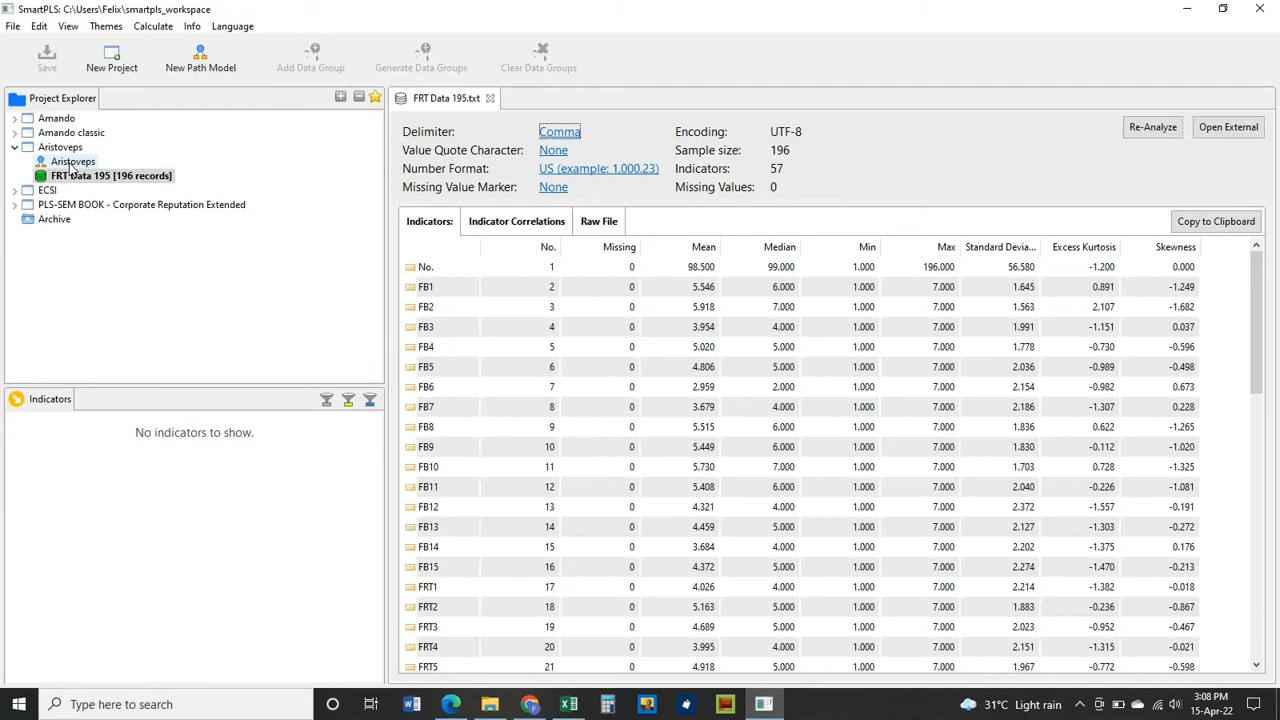 SmartPLS: C:\Users\Felix\smartpls_workspace
File Edit View Themes Calculate Info Language
Save New Project New Path Model Add Data Group Generate Data Groups Clear Data Groups
Project Explorer
Amando
Amando classic
Aristoveps
Aristoveps
FRT Data 195 [196 records]
ECSI
PLS-SEM BOOK - Corporate Reputation Extended
Archive
Indicators
No indicators to show.
FRT Data 195.txt
Delimiter: Comma Encoding: UTF-8 Re-Analyze Open External
Value Quote Character: None Sample size: 196
Number Format: US (example: 1,000.23) Indicators: 57
Missing Value Marker: None Missing Values: 0
Indicators: Indicator Correlations Raw File Copy to Clipboard
No. Missing Mean Median Min Max Standard Devia... Excess Kurtosis Skewness
No. 1 0 98.500 99.000 1.000 196.000 56.580 -1.200 0.000
FB1 2 0 5.546 6.000 1.000 7.000 1.645 0.891 -1.249
FB2 3 0 5.918 7.000 1.000 7.000 1.563 2.107 -1.682
FB3 4 0 3.954 4.000 1.000 7.000 1.991 -1.151 0.037
FB4 5 0 5.020 5.000 1.000 7.000 1.778 -0.730 -0.596
FB5 6 0 4.806 5.000 1.000 7.000 2.036 -0.989 -0.498
FB6 7 0 2.959 2.000 1.000 7.000 2.154 -0.982 0.673
FB7 8 0 3.679 4.000 1.000 7.000 2.186 -1.307 0.228
FB8 9 0 5.515 6.000 1.000 7.000 1.836 0.622 -1.265
FB9 10 0 5.449 6.000 1.000 7.000 1.830 -0.112 -1.020
FB10 11 0 5.730 7.000 1.000 7.000 1.703 0.728 -1.325
FB11 12 0 5.408 6.000 1.000 7.000 2.040 -0.226 -1.081
FB12 13 0 4.321 4.000 1.000 7.000 2.372 -1.557 -0.191
FB13 14 0 4.459 5.000 1.000 7.000 2.127 -1.303 -0.272
FB14 15 0 3.684 4.000 1.000 7.000 2.202 -1.375 0.176
FB15 16 0 4.372 5.000 1.000 7.000 2.274 -1.470 -0.213
FRT1 17 0 4.026 4.000 1.000 7.000 2.214 -1.382 -0.018
FRT2 18 0 5.163 5.000 1.000 7.000 1.883 -0.236 -0.867
FRT3 19 0 4.689 5.000 1.000 7.000 2.023 -0.952 -0.467
FRT4 20 0 3.995 4.000 1.000 7.000 2.151 -1.315 -0.021
FRT5 21 0 4.918 5.000 1.000 7.000 1.967 -0.772 -0.598
Type here to search
31°C Light rain
3:08 PM
15-Apr-22